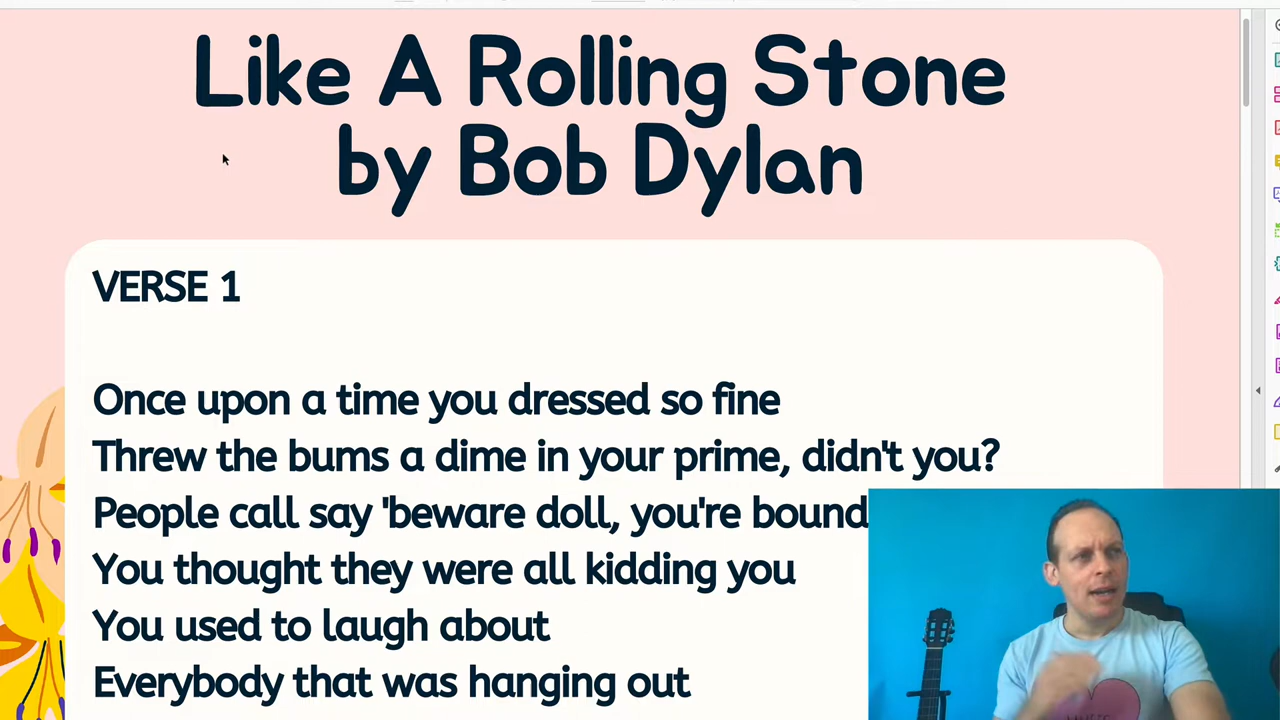 Like A Rolling Stone
by Bob Dylan
VERSE 1
Once upon a time you dressed so fine
Threw the bums a dime in your prime, didn't you?
People call say 'beware doll, you're bound
You thought they were all kidding you
You used to laugh about
Everybody that was hanging out